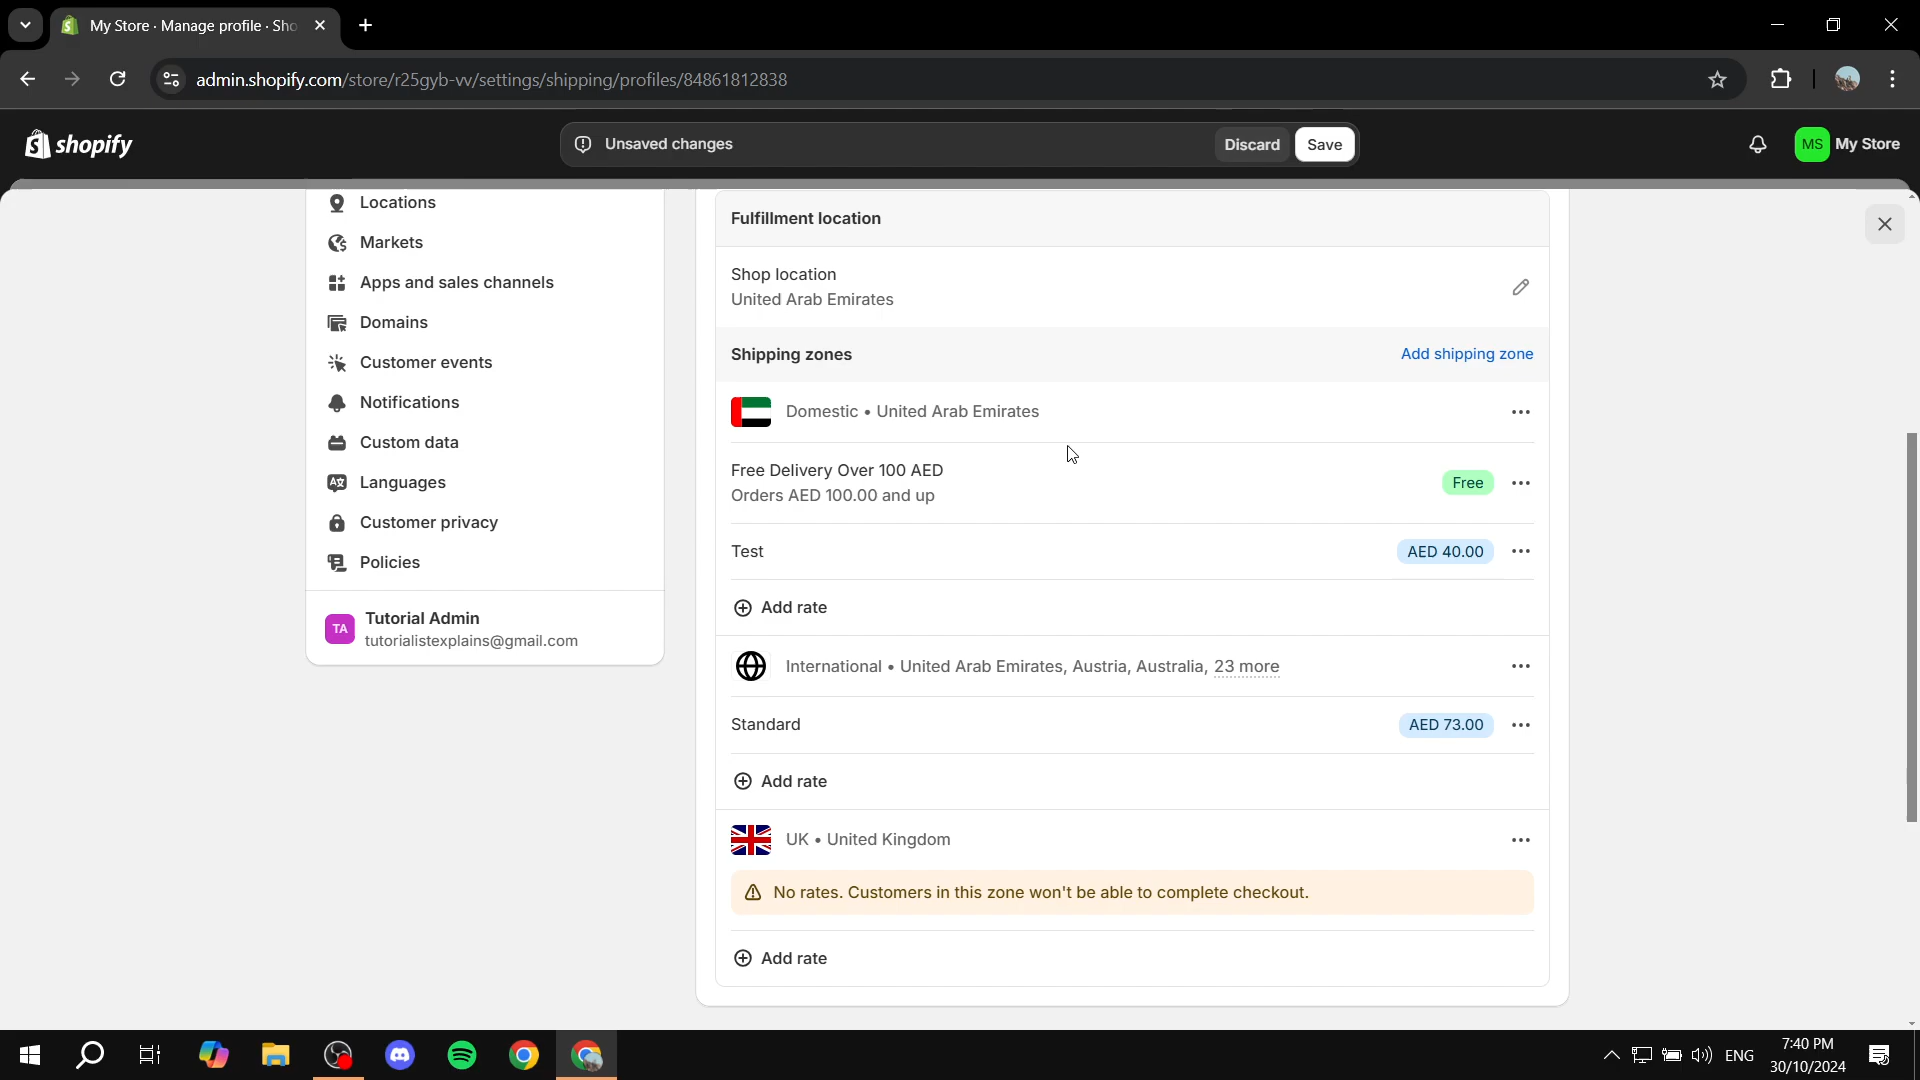 My Store · Manage profile · Sho
admin.shopify.com/store/r25gyb-vv/settings/shipping/profiles/84861812838
shopify
Unsaved changes
Discard
Save
MS
My Store
Locations
Markets
Apps and sales channels
Domains
Customer events
Notifications
Custom data
Languages
Customer privacy
Policies
TA
Tutorial Admin
tutorialistexplains@gmail.com
Fulfillment location
Shop location
United Arab Emirates
Shipping zones
Add shipping zone
Domestic • United Arab Emirates
Free Delivery Over 100 AED
Orders AED 100.00 and up
Free
Test
AED 40.00
Add rate
International • United Arab Emirates, Austria, Australia, 23 more
Standard
AED 73.00
Add rate
UK • United Kingdom
No rates. Customers in this zone won't be able to complete checkout.
Add rate
ENG
7:40 PM
30/10/2024